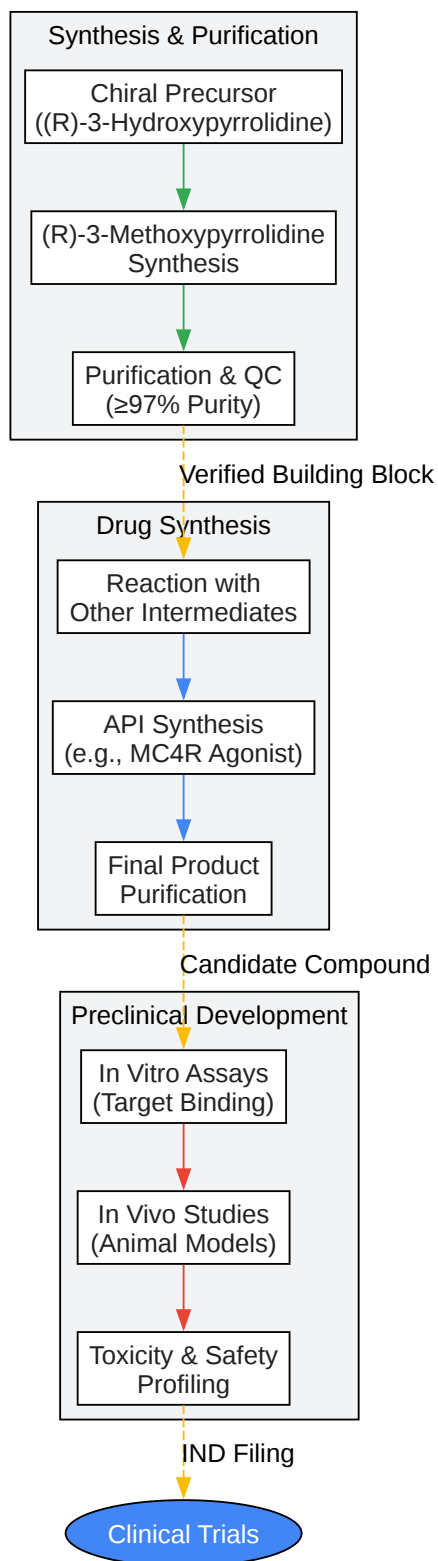 Synthesis & Purification
Chiral Precursor
((R)-3-Hydroxypyrrolidine)
(R)-3-Methoxypyrrolidine
Synthesis
Purification & QC
(≥97% Purity)
Verified Building Block
Drug Synthesis
Reaction with
Other Intermediates
API Synthesis
(e.g., MC4R Agonist)
Final Product
Purification
Candidate Compound
Preclinical Development
In Vitro Assays
(Target Binding)
In Vivo Studies
(Animal Models)
Toxicity & Safety
Profiling
IND Filing
Clinical Trials